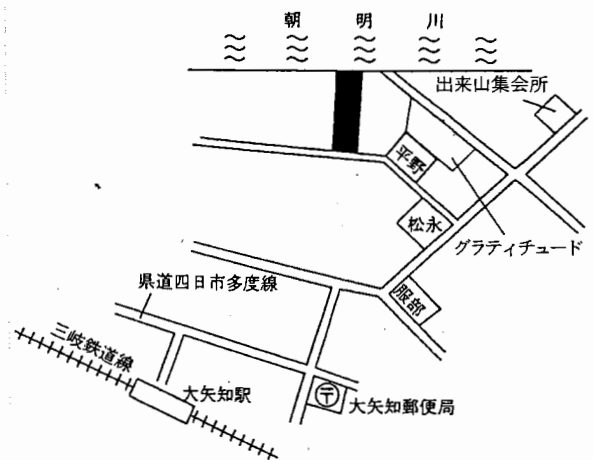 朝明川
出来山集会所
平野
松永
グラティチュード
服部
県道四日市多度線
三岐鉄道線
大矢知駅
〒
大矢知郵便局